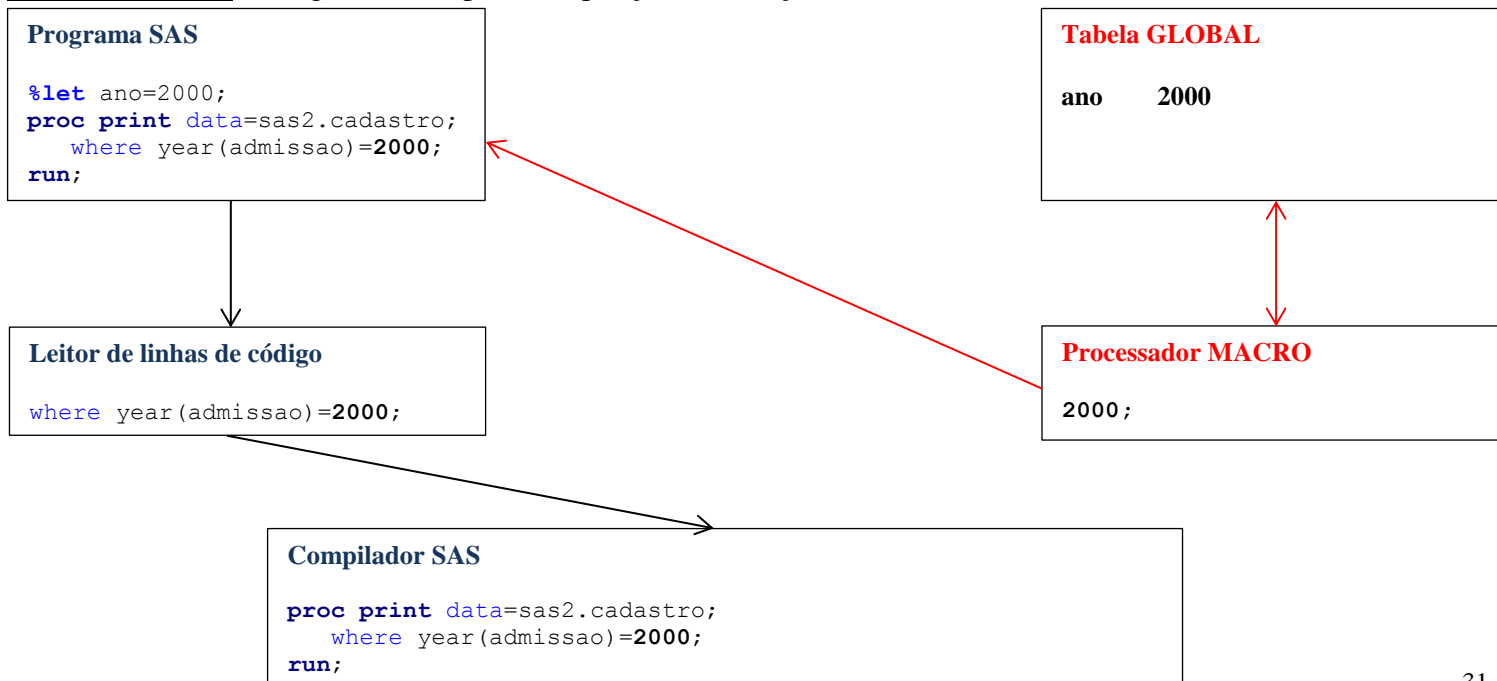 Programa SAS
%let ano=2000;
proc print data=sas2.cadastro;
where year(admissao)=2000;
run;
Tabela GLOBAL
ano 2000
Leitor de linhas de código
where year(admissao)=2000;
Processador MACRO
2000;
Compilador SAS
proc print data=sas2.cadastro;
where year(admissao)=2000;
run;